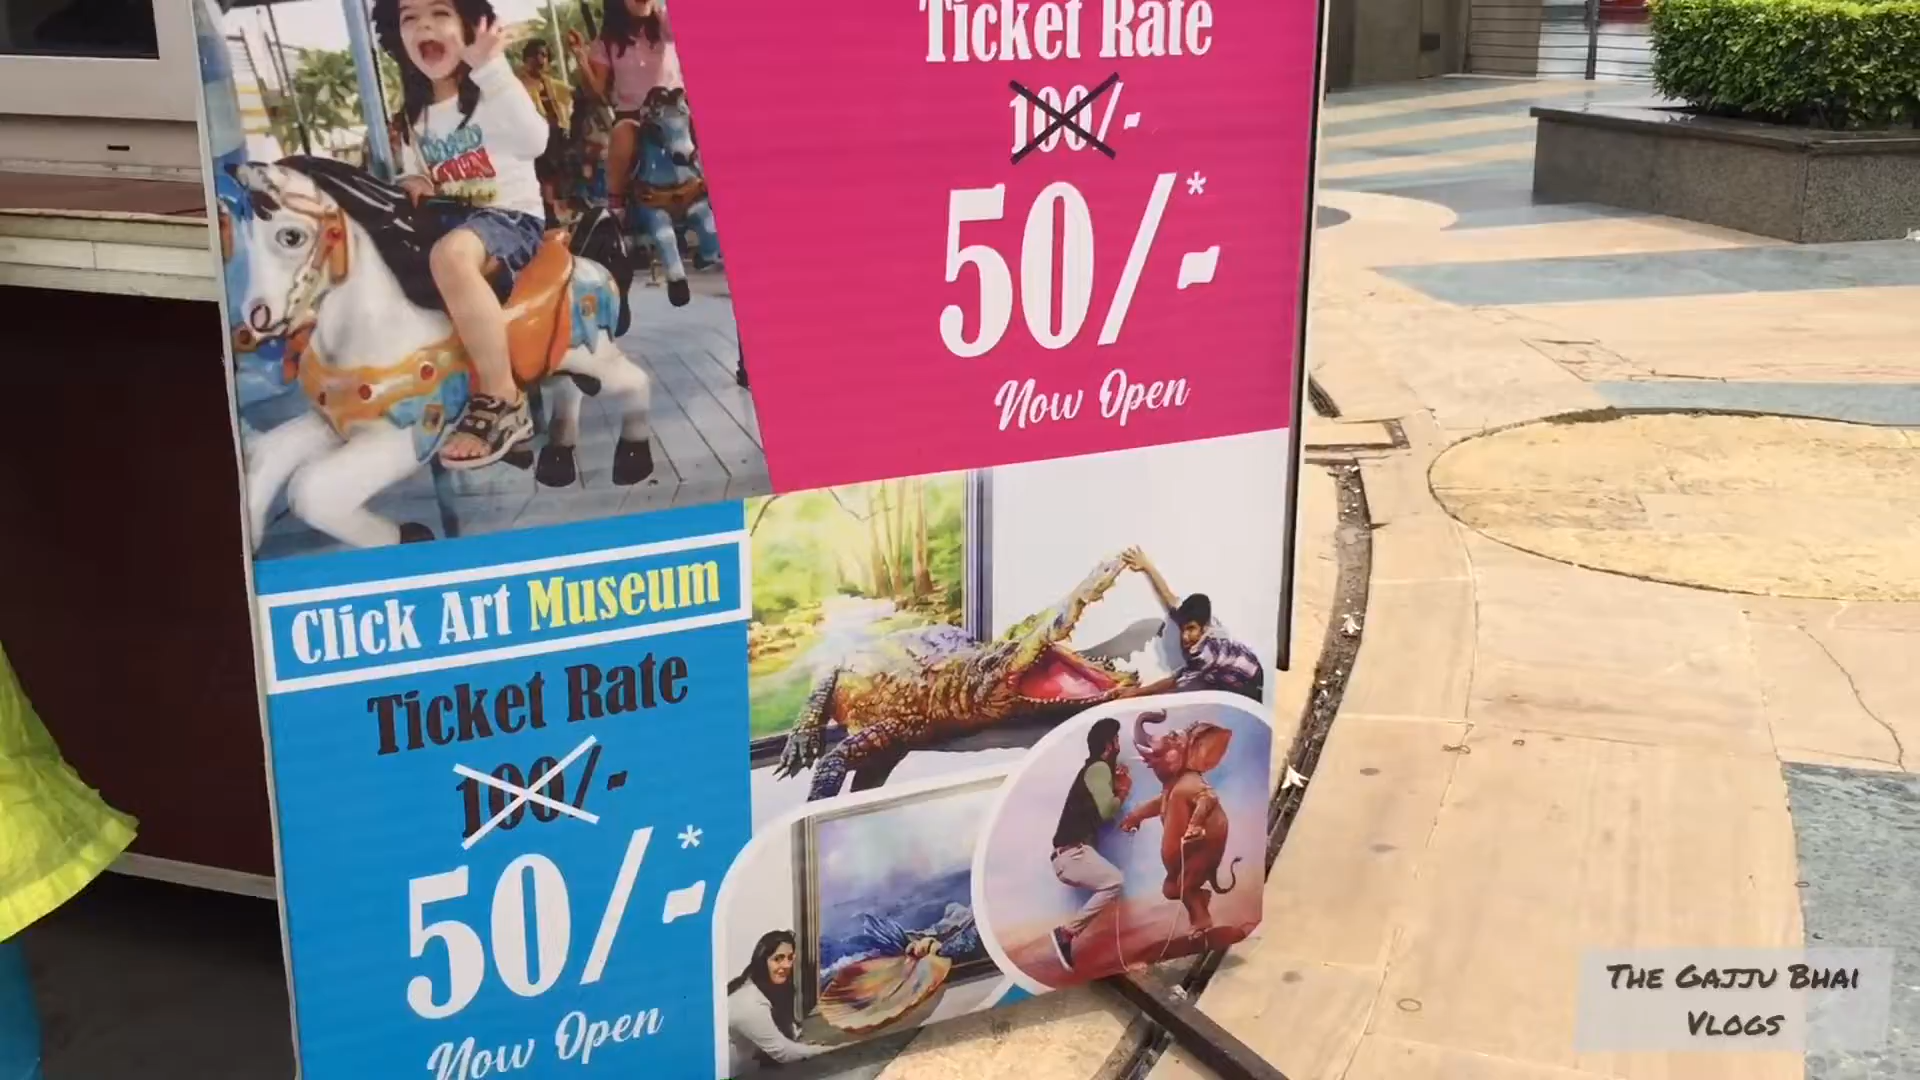 Ticket Rate
100/-
50/-*
Now Open
Click Art Museum
Ticket Rate
100/-
50/-*
Now Open
The Gajju Bhai
Vlogs